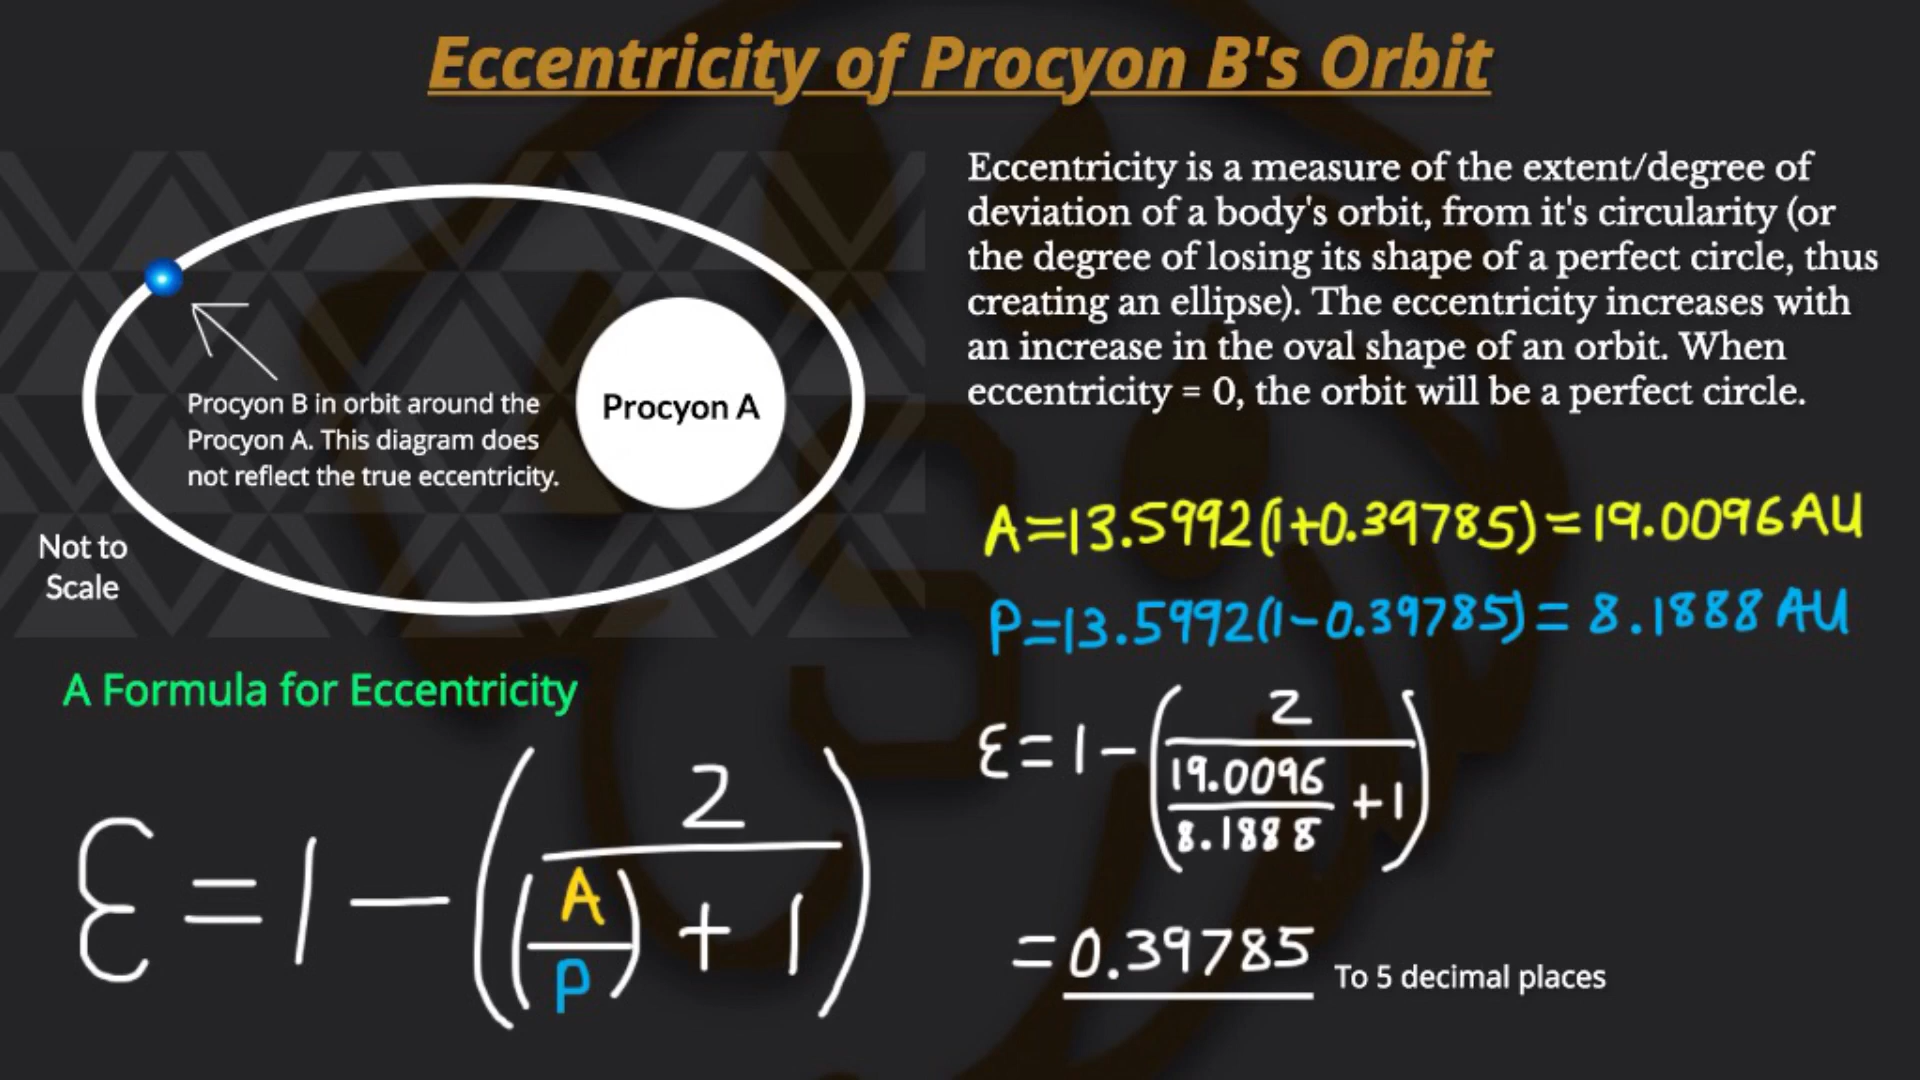 Eccentricity of Procyon B's Orbit
Procyon A
Procyon B in orbit around the
Procyon A. This diagram does
not reflect the true eccentricity.
Not to
Scale
Eccentricity is a measure of the extent/degree of
deviation of a body's orbit, from it's circularity (or
the degree of losing its shape of a perfect circle, thus
creating an ellipse). The eccentricity increases with
an increase in the oval shape of an orbit. When
eccentricity = 0, the orbit will be a perfect circle.
A Formula for Eccentricity
ε = 1 − (2 / ((A/P) + 1))
A=13.5992(1+0.39785)=19.0096 AU
P=13.5992(1−0.39785)= 8.1888 AU
ε = 1 − (2 / (19.0096/8.1888 + 1))
= 0.39785 To 5 decimal places